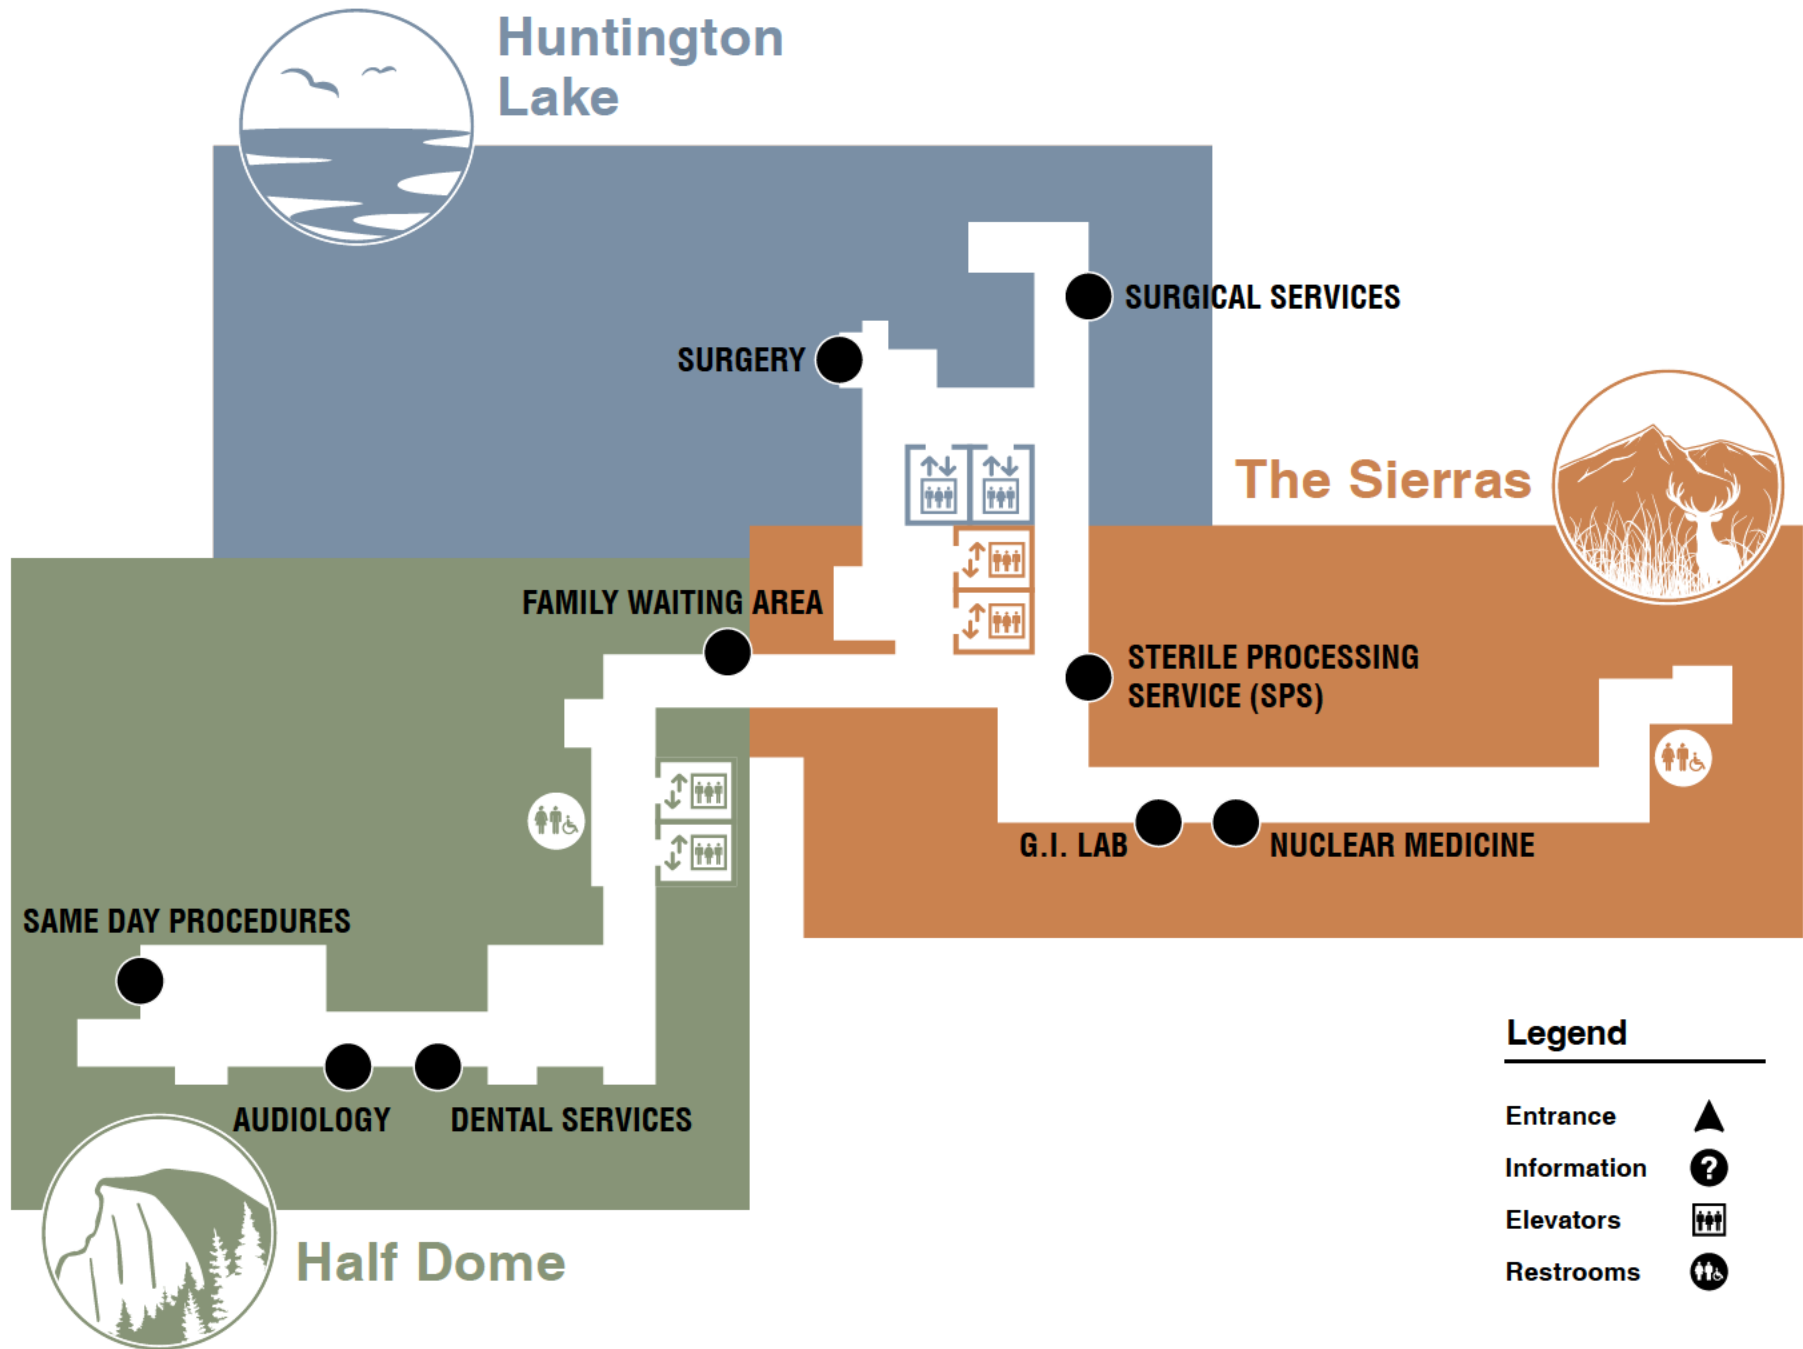 Huntington
Lake
SURGICAL SERVICES
SURGERY
The Sierras
FAMILY WAITING AREA
STERILE PROCESSING
SERVICE (SPS)
G.I. LAB
NUCLEAR MEDICINE
SAME DAY PROCEDURES
AUDIOLOGY
DENTAL SERVICES
Half Dome
Legend
Entrance
Information
?
Elevators
Restrooms